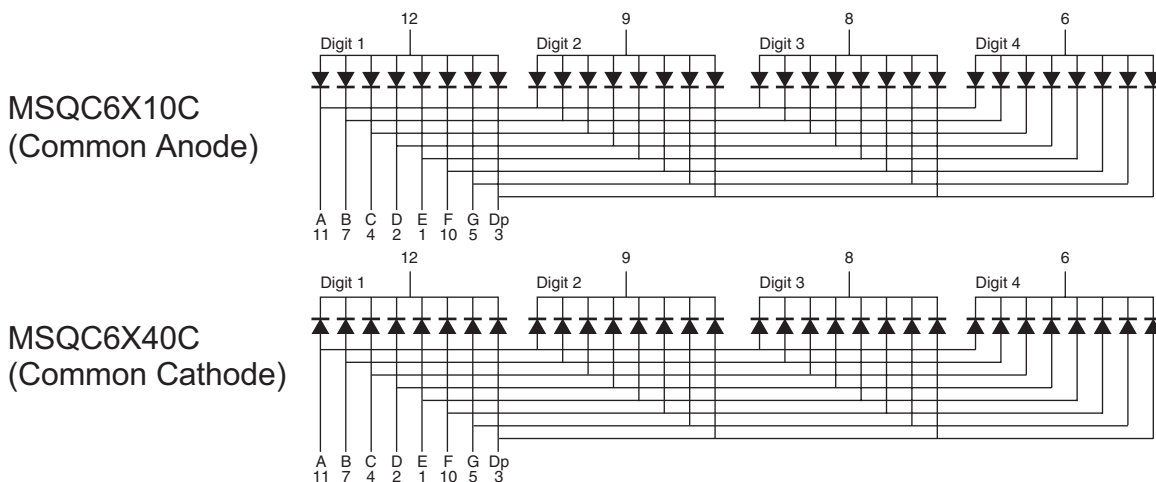 12 9 8 6
Digit 1 Digit 2 Digit 3 Digit 4
MSQC6X10C
(Common Anode)
A B C D E F G Dp
11 7 4 2 1 10 5 3
12 9 8 6
Digit 1 Digit 2 Digit 3 Digit 4
MSQC6X40C
(Common Cathode)
A B C D E F G Dp
11 7 4 2 1 10 5 3